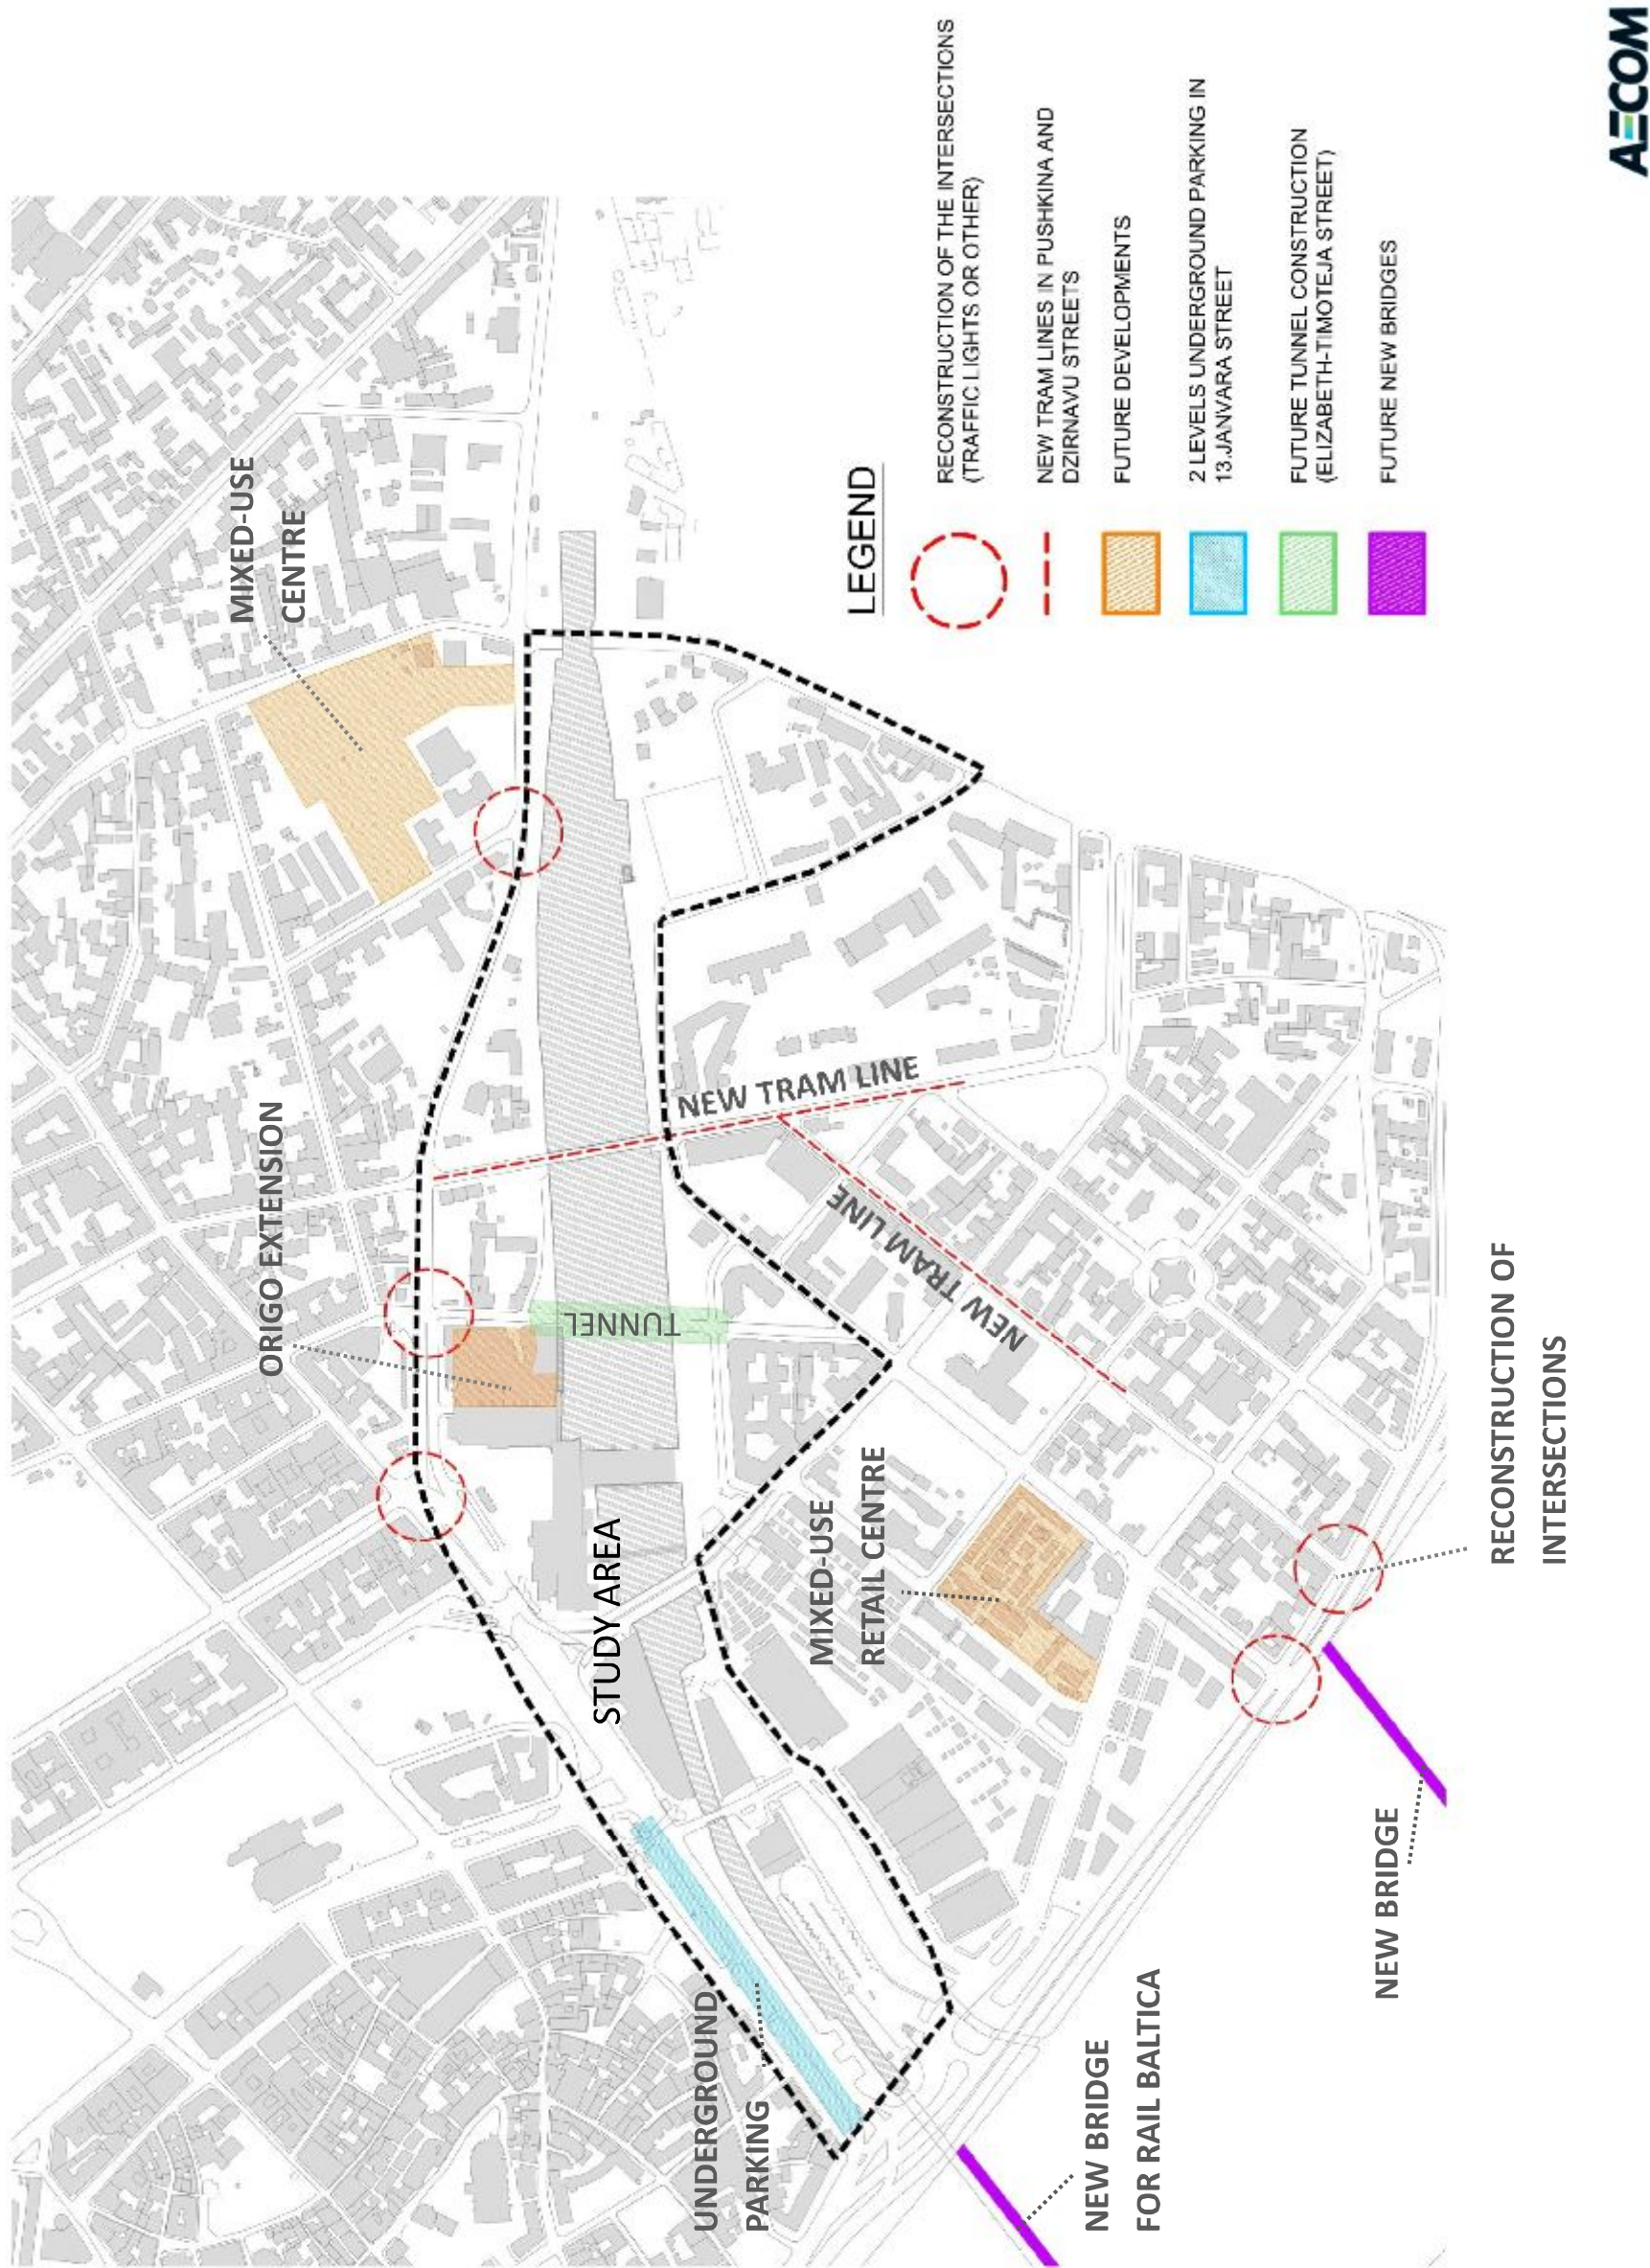 MIXED-USE
CENTRE
ORIGO EXTENSION
TUNNEL
NEW TRAM LINE
NEW TRAM LINE
STUDY AREA
MIXED-USE
RETAIL CENTRE
UNDERGROUND
PARKING
NEW BRIDGE
FOR RAIL BALTICA
NEW BRIDGE
RECONSTRUCTION OF
INTERSECTIONS
LEGEND
RECONSTRUCTION OF THE INTERSECTIONS
(TRAFFIC LIGHTS OR OTHER)
NEW TRAM LINES IN PUSHKINA AND
DZIRNAVU STREETS
FUTURE DEVELOPMENTS
2 LEVELS UNDERGROUND PARKING IN
13.JANVARA STREET
FUTURE TUNNEL CONSTRUCTION
(ELIZABETH-TIMOTEJA STREET)
FUTURE NEW BRIDGES
AECOM